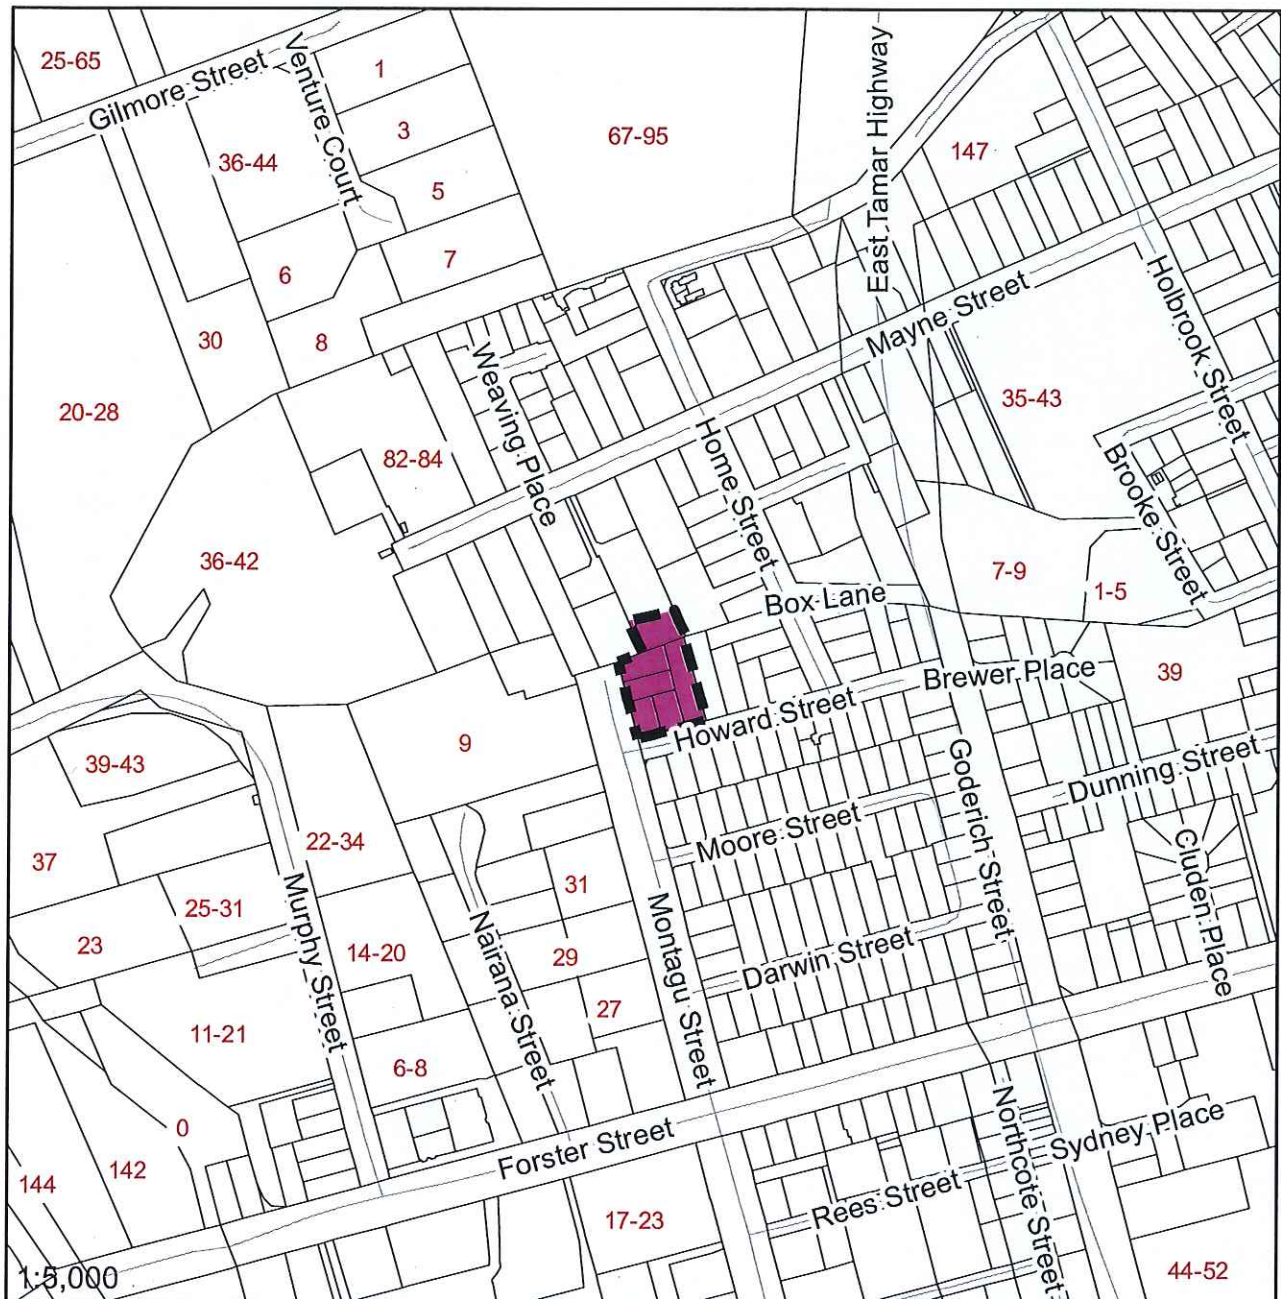 25-65
Gilmore Street
Venture Court
1
3
36-44
5
67-95
East Tamar Highway
147
6
7
30
8
20-28
Weaving Place
Mayne Street
Holbrook Street
35-43
82-84
Home Street
Brooke Street
36-42
Box Lane
7-9
1-5
Brewer Place
39
Howard Street
9
39-43
Goderich Street
Dunning Street
37
22-34
Moore Street
Cluden Place
31
25-31
Murphy Street
23
14-20
Nairana Street
29
Montagu Street
Darwin Street
27
11-21
6-8
0
Forster Street
Northcote Street
Sydney Place
144
142
Rees Street
17-23
44-52
1:5,000